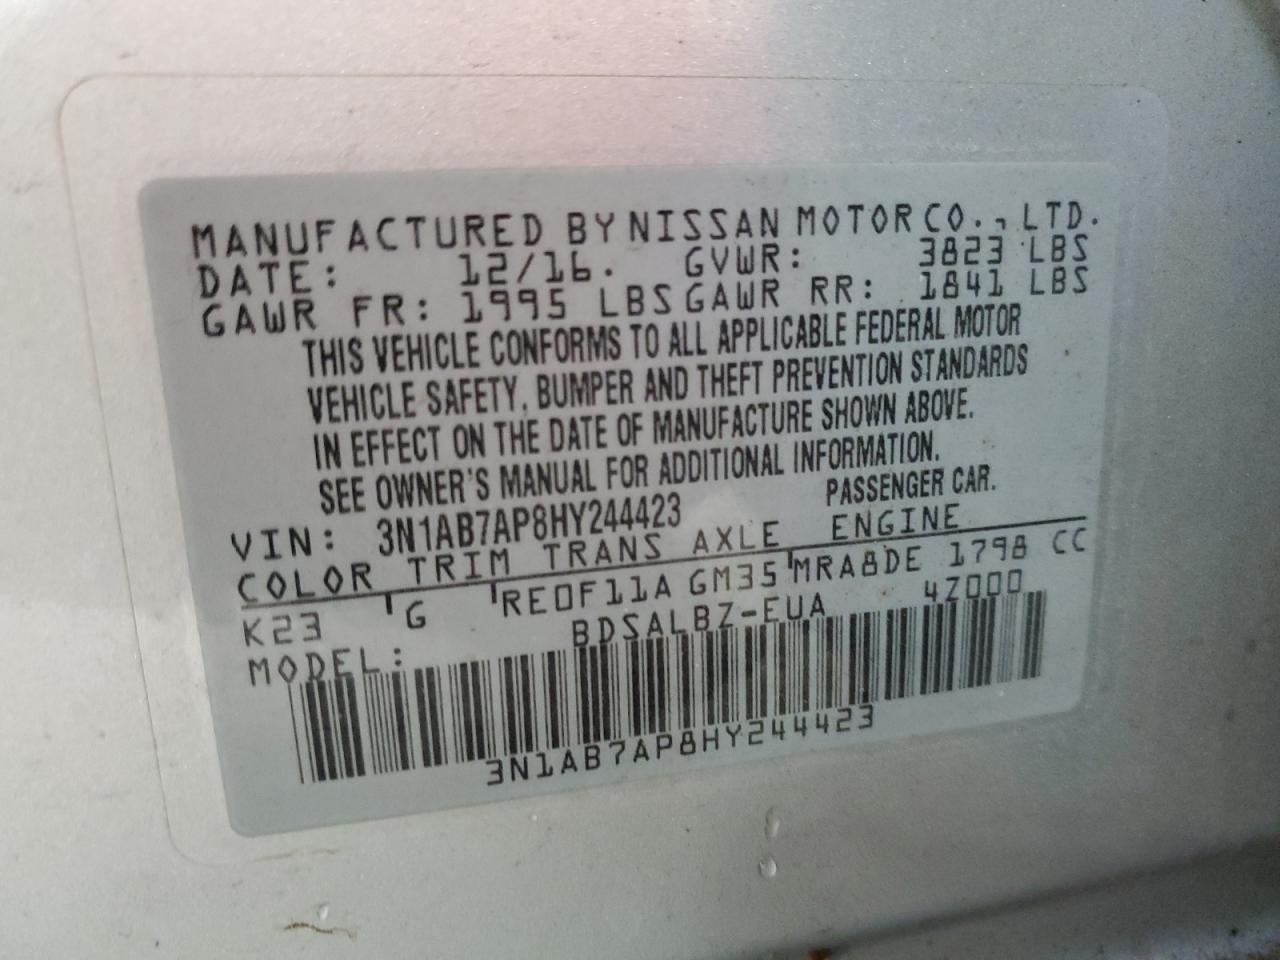 MANUFACTURED BY NISSAN MOTOR CO., LTD.
DATE: 12/16. GVWR: 3823 LBS
GAWR FR: 1995 LBS GAWR RR: 1841 LBS
THIS VEHICLE CONFORMS TO ALL APPLICABLE FEDERAL MOTOR
VEHICLE SAFETY, BUMPER AND THEFT PREVENTION STANDARDS
IN EFFECT ON THE DATE OF MANUFACTURE SHOWN ABOVE.
SEE OWNER'S MANUAL FOR ADDITIONAL INFORMATION.
VIN: 3N1AB7AP8HY244423 PASSENGER CAR.
COLOR TRIM TRANS AXLE ENGINE
K23 G RE0F11A GM35 MRA8DE 1798 CC
MODEL: BDSALBZ-EUA 4Z000
3N1AB7AP8HY244423